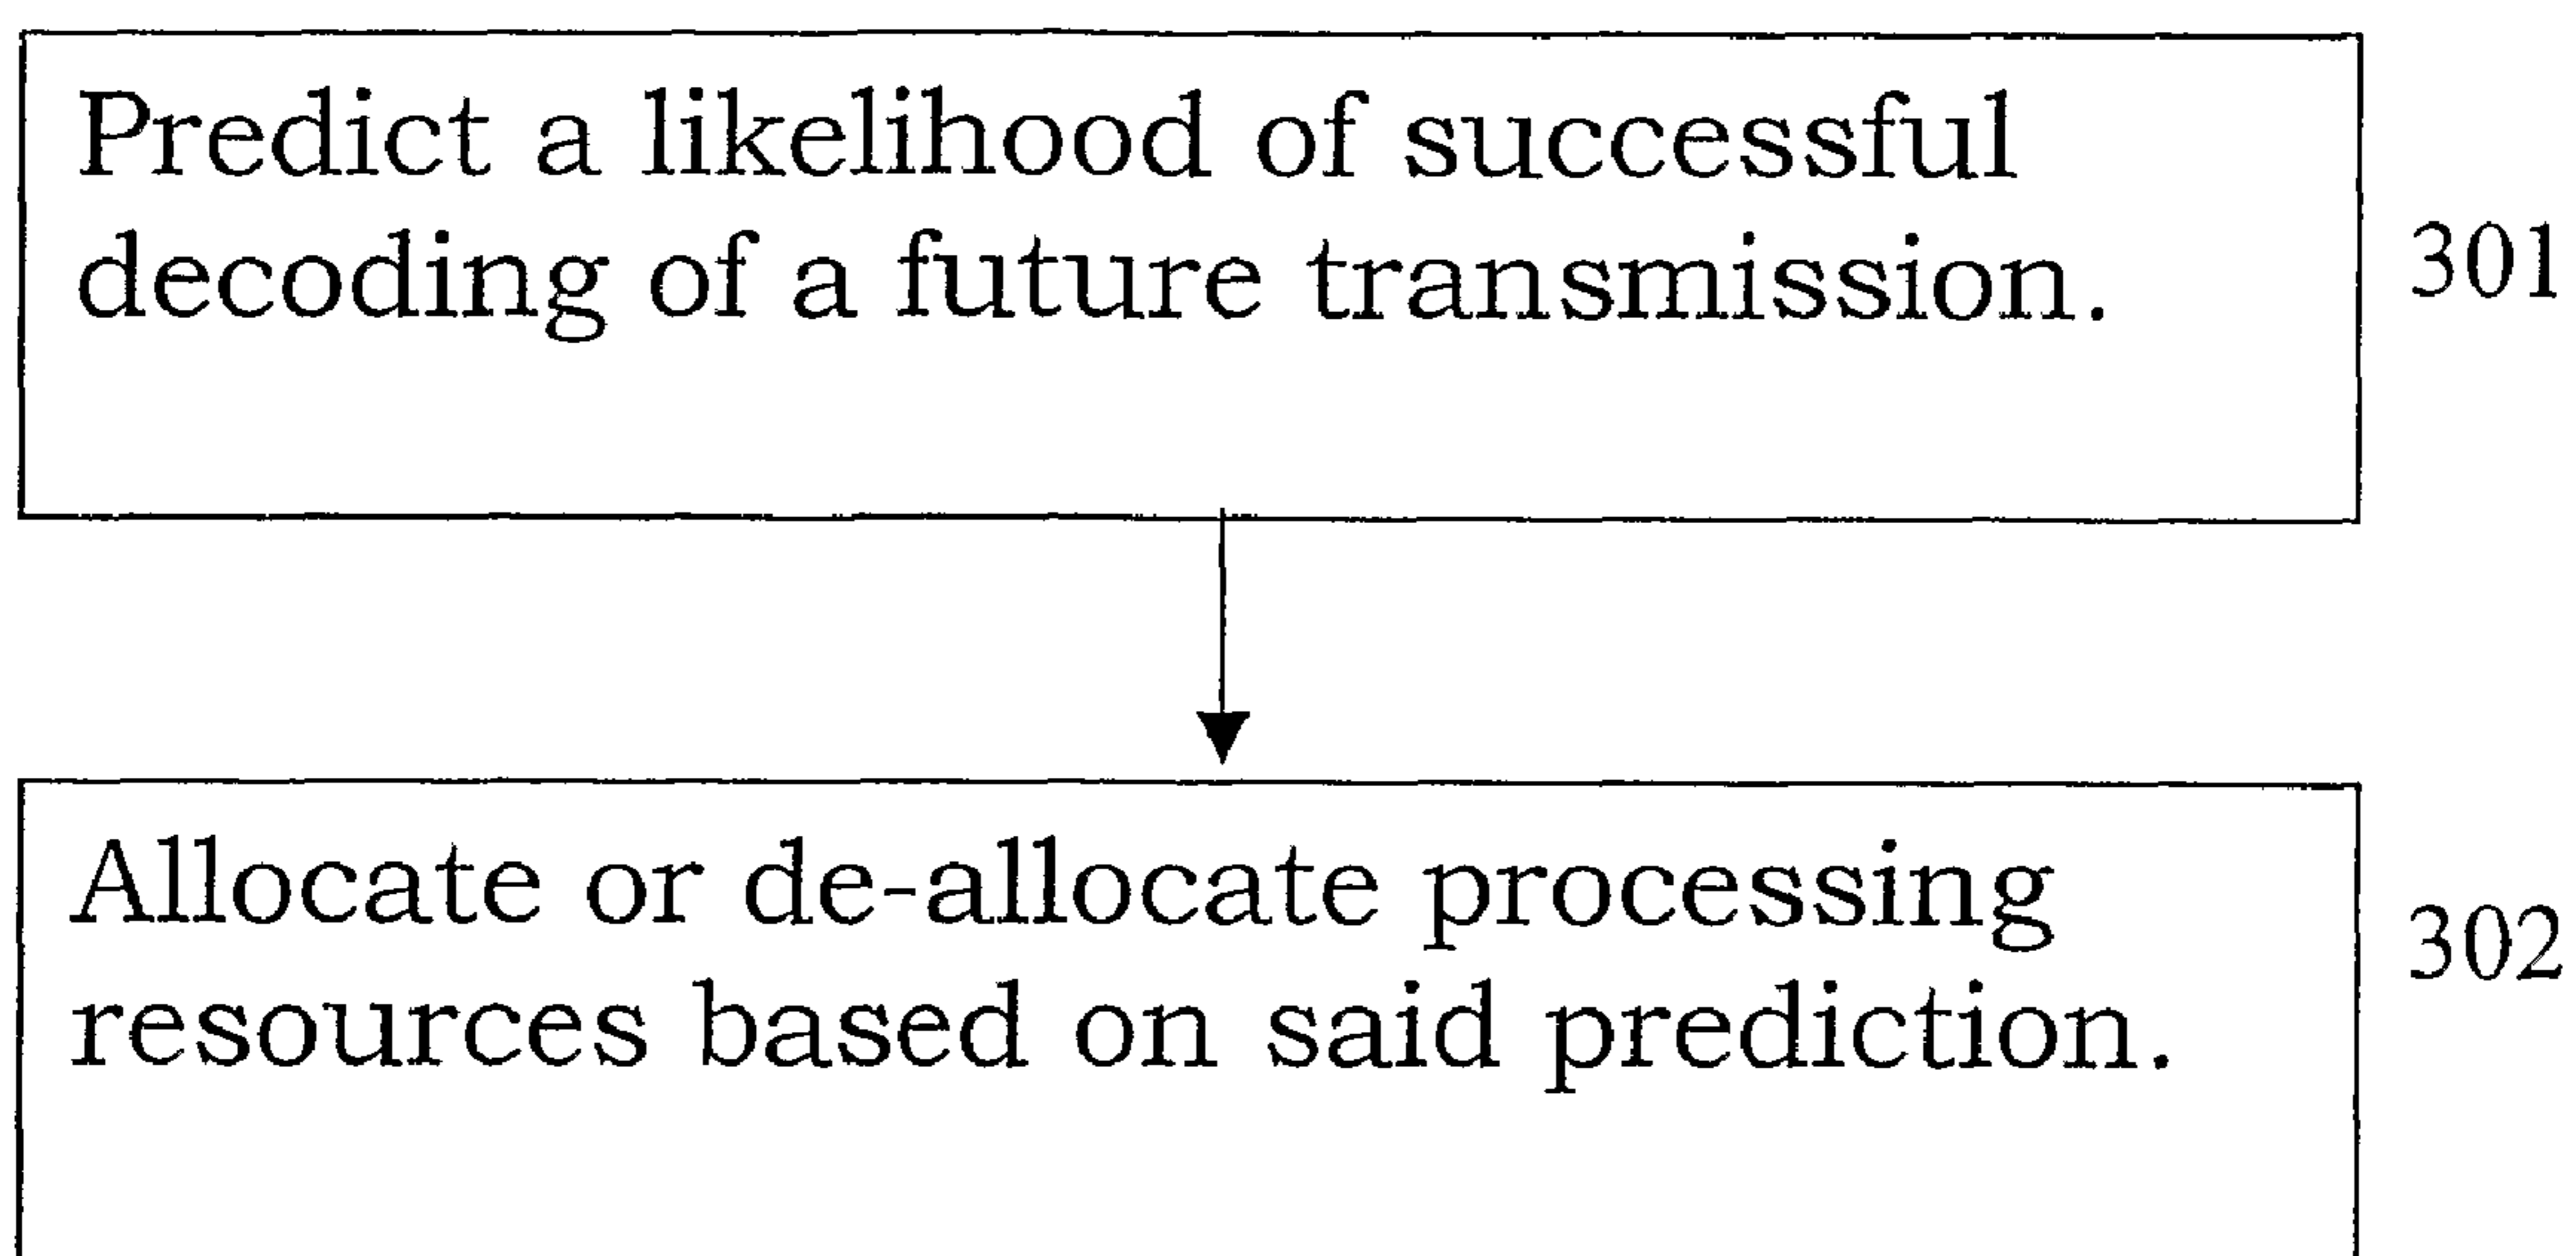 Predict a likelihood of successful
decoding of a future transmission.
301
Allocate or de-allocate processing
resources based on said prediction.
302